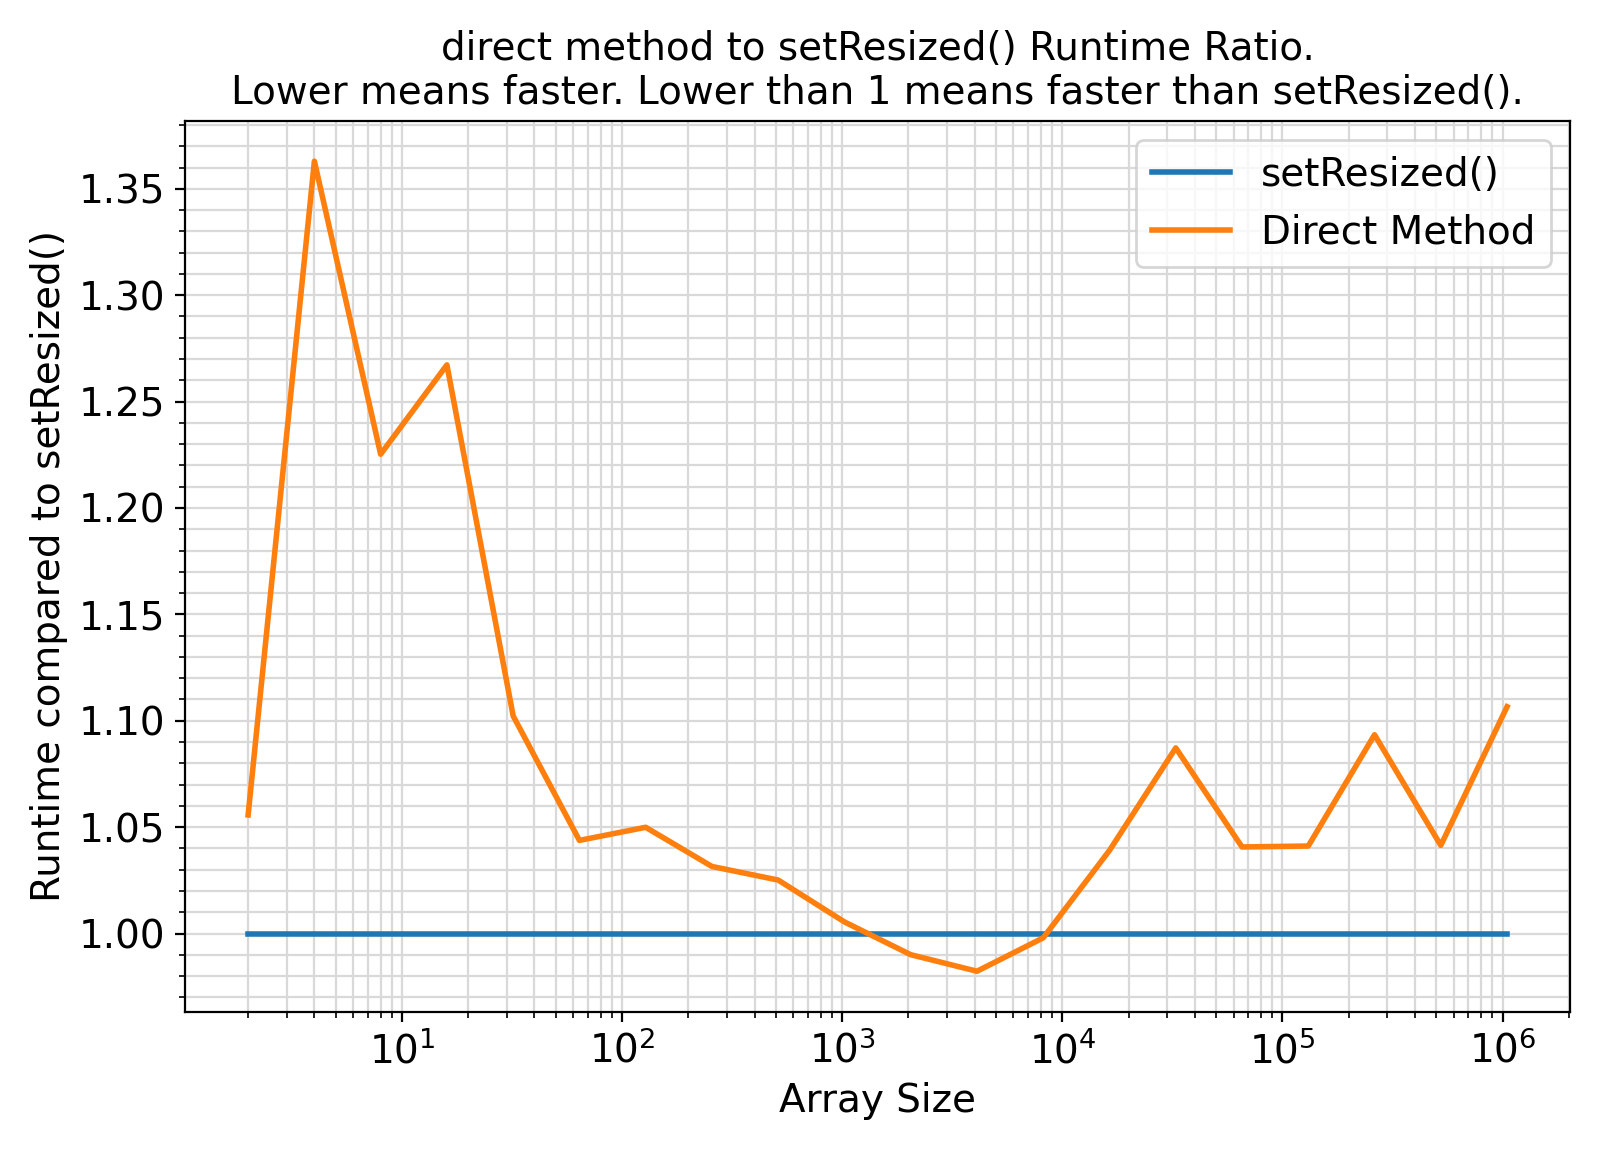 direct method to setResized() Runtime Ratio.
Lower means faster. Lower than 1 means faster than setResized().
setResized()
Direct Method
Runtime compared to setResized()
1.35
1.30
1.25
1.20
1.15
1.10
1.05
1.00
10¹ 10² 10³ 10⁴ 10⁵ 10⁶
Array Size